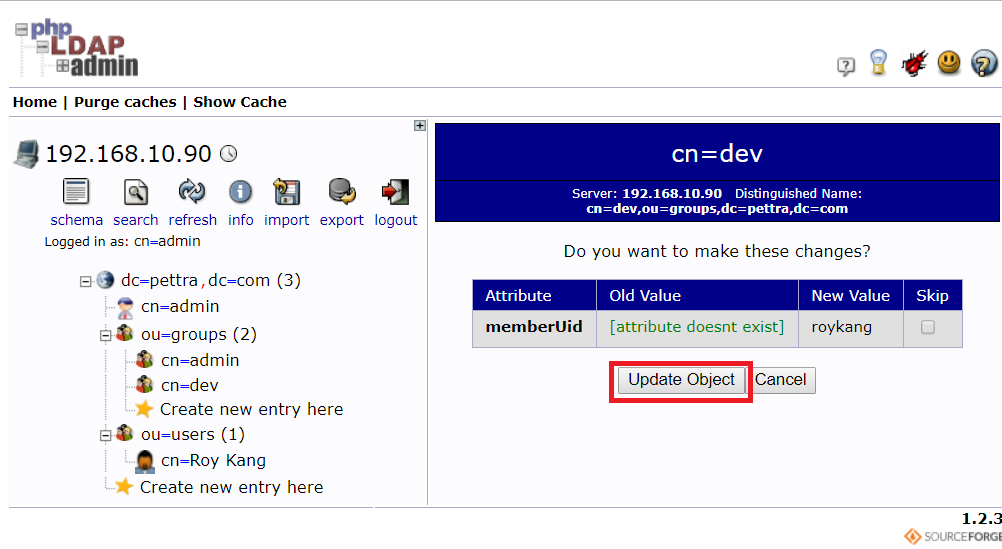 php
LDAP
admin
Home | Purge caches | Show Cache
192.168.10.90
schema search refresh info import export logout
Logged in as: cn=admin
dc=pettra,dc=com (3)
cn=admin
ou=groups (2)
cn=admin
cn=dev
Create new entry here
ou=users (1)
cn=Roy Kang
Create new entry here
cn=dev
Server: 192.168.10.90 Distinguished Name:
cn=dev,ou=groups,dc=pettra,dc=com
Do you want to make these changes?
Attribute Old Value New Value Skip
memberUid [attribute doesnt exist] roykang
Update Object Cancel
1.2.3
SOURCEFORGE